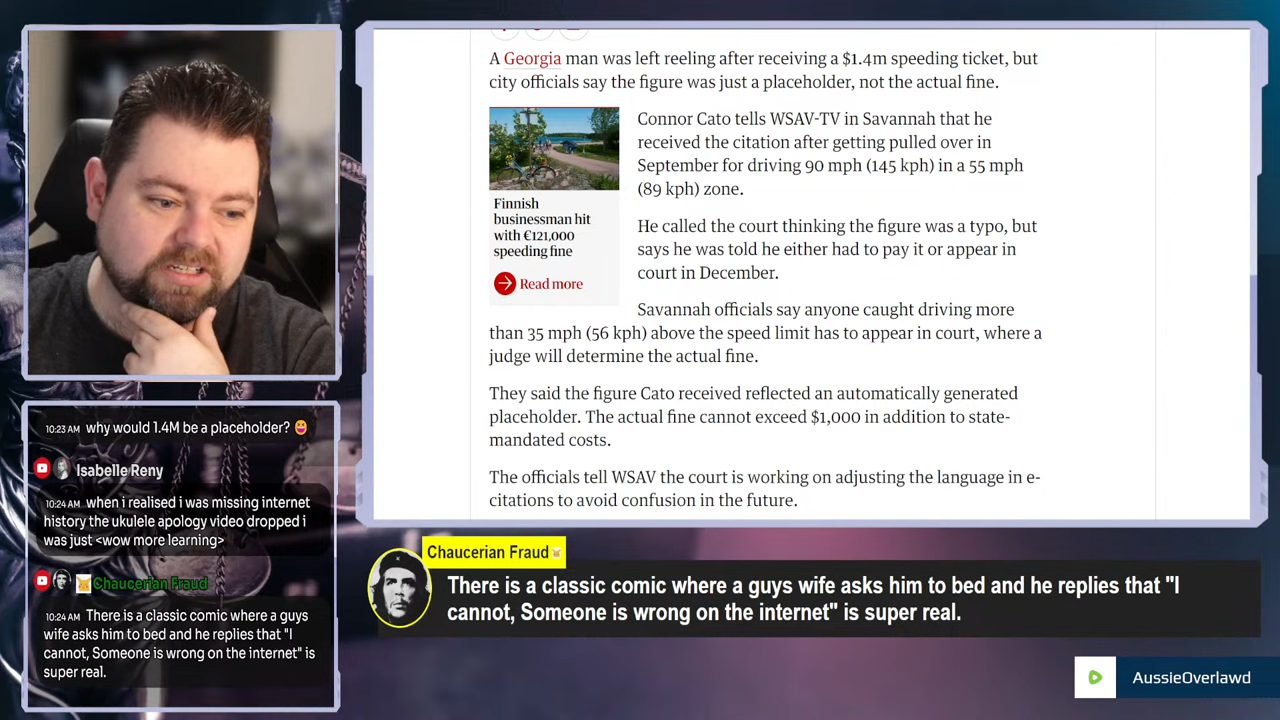 A Georgia man was left reeling after receiving a $1.4m speeding ticket, but
city officials say the figure was just a placeholder, not the actual fine.
Finnish
businessman hit
with €121,000
speeding fine
Read more
Connor Cato tells WSAV-TV in Savannah that he
received the citation after getting pulled over in
September for driving 90 mph (145 kph) in a 55 mph
(89 kph) zone.
He called the court thinking the figure was a typo, but
says he was told he either had to pay it or appear in
court in December.
Savannah officials say anyone caught driving more
than 35 mph (56 kph) above the speed limit has to appear in court, where a
judge will determine the actual fine.
They said the figure Cato received reflected an automatically generated
placeholder. The actual fine cannot exceed $1,000 in addition to state-
mandated costs.
The officials tell WSAV the court is working on adjusting the language in e-
citations to avoid confusion in the future.
10:23 AM why would 1.4M be a placeholder?
Isabelle Reny
10:24 AM when i realised i was missing internet
history the ukulele apology video dropped i
was just <wow more learning>
Chaucerian Fraud
10:24 AM There is a classic comic where a guys
wife asks him to bed and he replies that "I
cannot, Someone is wrong on the internet" is
super real.
Chaucerian Fraud
There is a classic comic where a guys wife asks him to bed and he replies that "I
cannot, Someone is wrong on the internet" is super real.
AussieOverlawd